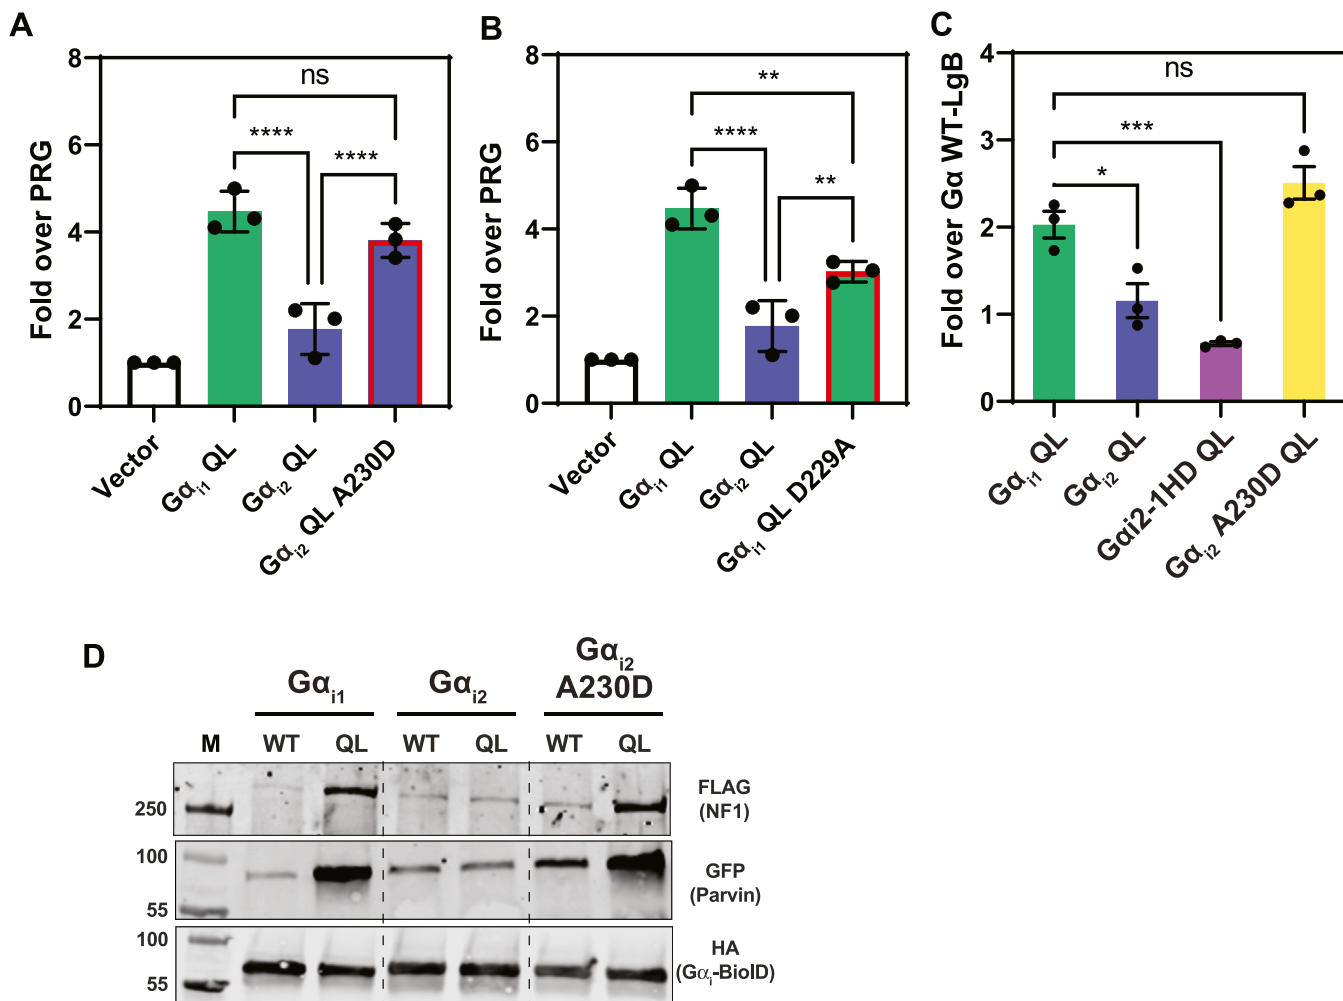 A
Fold over PRG
8
6
4
2
0
ns
****
****
Vector
Gαi1 QL
Gαi2 QL
Gαi2 QL A230D
B
Fold over PRG
8
6
4
2
0
**
****
**
Vector
Gαi1 QL
Gαi2 QL
Gαi1 QL D229A
C
Fold over Gα WT-LgB
4
3
2
1
0
ns
***
*
Gαi1 QL
Gαi2 QL
Gαi2-1HD QL
Gαi2 A230D QL
D
Gαi1
Gαi2
Gαi2
A230D
M WT QL WT QL WT QL
250
FLAG
(NF1)
100
55
GFP
(Parvin)
100
55
HA
(Gαi-BioID)